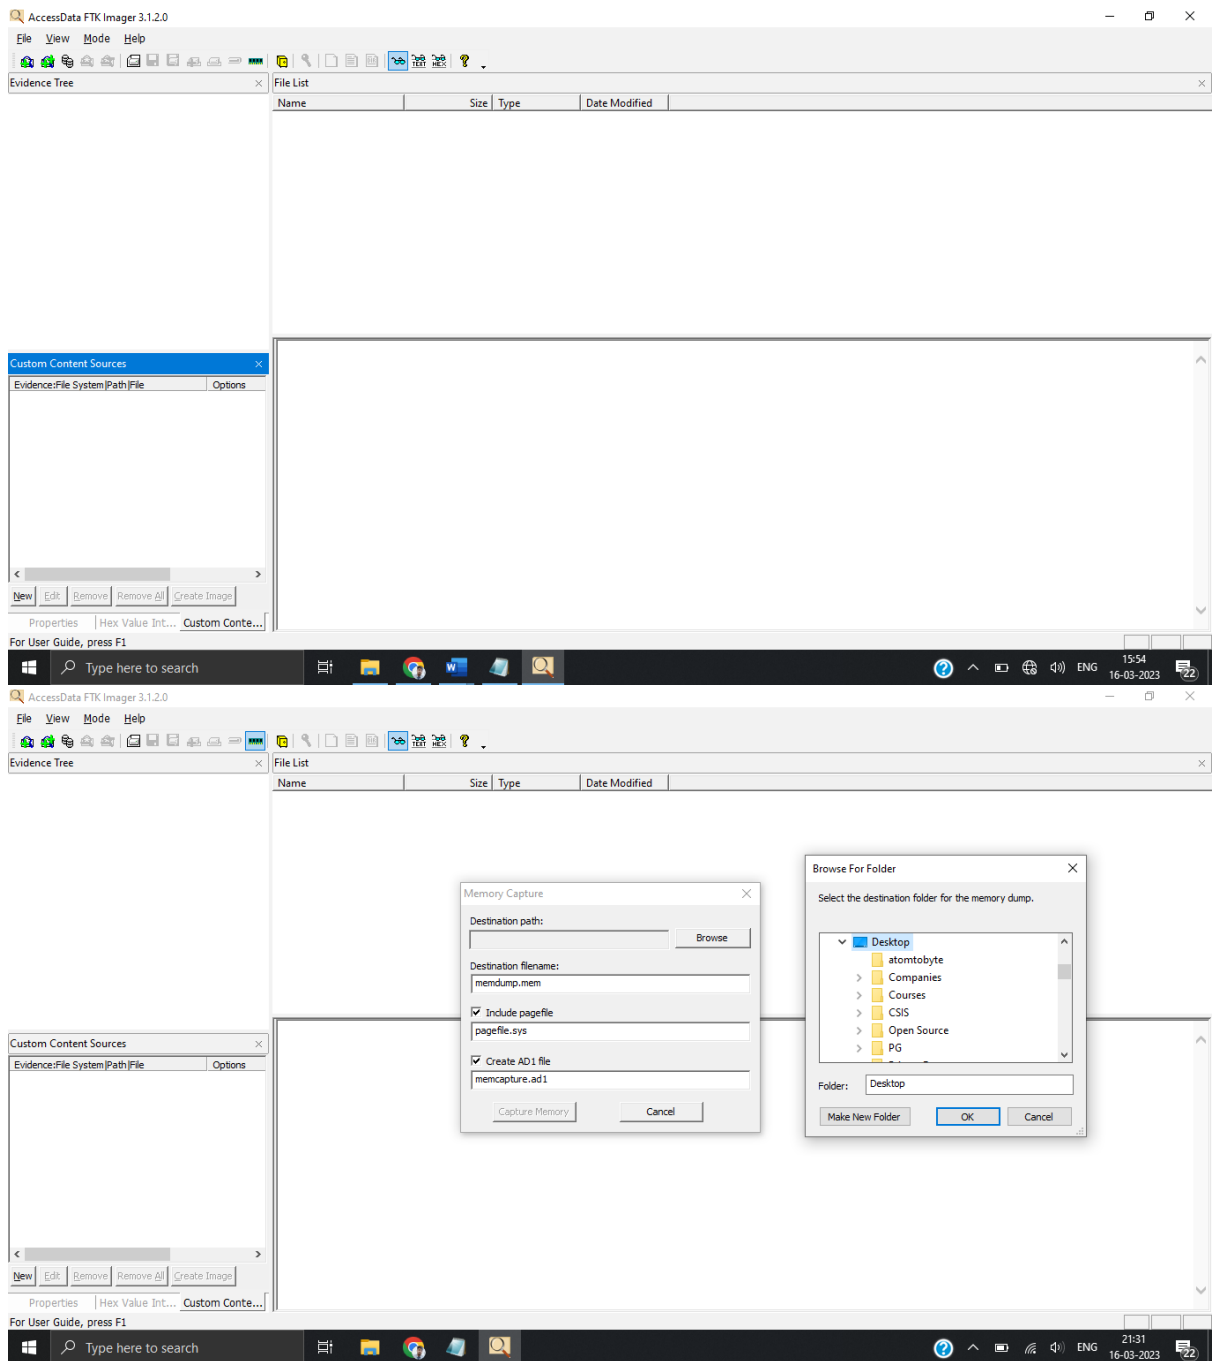 AccessData FTK Imager 3.1.2.0
File View Mode Help
TEXT HEX
Evidence Tree
File List
Name Size Type Date Modified
Custom Content Sources
Evidence:File System|Path|File Options
New Edit Remove Remove All Create Image
Properties Hex Value Int... Custom Conte...
For User Guide, press F1
Type here to search
ENG
15:54
16-03-2023
22
AccessData FTK Imager 3.1.2.0
File View Mode Help
TEXT HEX
Evidence Tree
File List
Name Size Type Date Modified
Browse For Folder
Select the destination folder for the memory dump.
Desktop
atomtobyte
Companies
Courses
CSIS
Open Source
PG
Folder: Desktop
Make New Folder OK Cancel
Memory Capture
Destination path:
Browse
Destination filename:
memdump.mem
Include pagefile
pagefile.sys
Create AD1 file
memcapture.ad1
Capture Memory Cancel
Custom Content Sources
Evidence:File System|Path|File Options
New Edit Remove Remove All Create Image
Properties Hex Value Int... Custom Conte...
For User Guide, press F1
Type here to search
ENG
21:31
16-03-2023
22